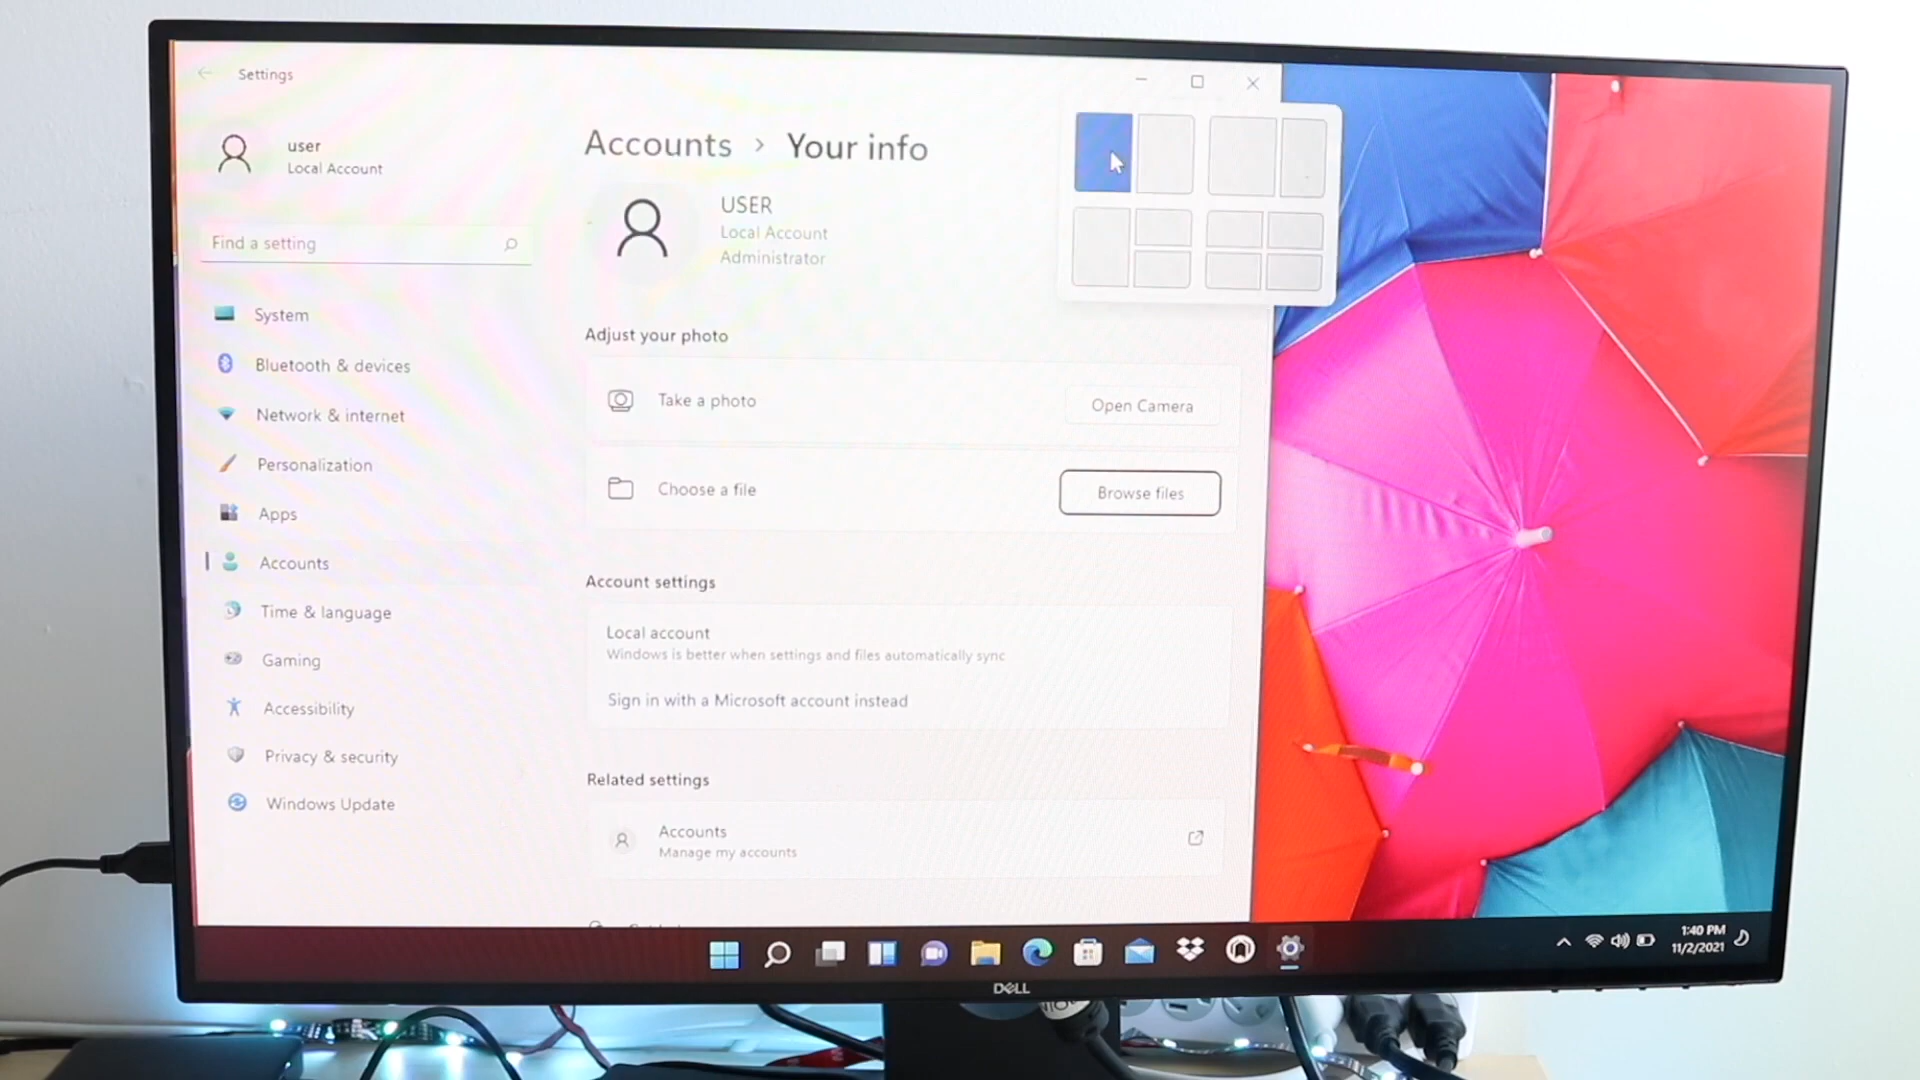 Settings
user
Local Account
Find a setting
System
Bluetooth & devices
Network & internet
Personalization
Apps
Accounts
Time & language
Gaming
Accessibility
Privacy & security
Windows Update
Accounts > Your info
USER
Local Account
Administrator
Adjust your photo
Take a photo
Open Camera
Choose a file
Browse files
Account settings
Local account
Windows is better when settings and files automatically sync
Sign in with a Microsoft account instead
Related settings
Accounts
Manage my accounts
1:40 PM
11/2/2021
DELL